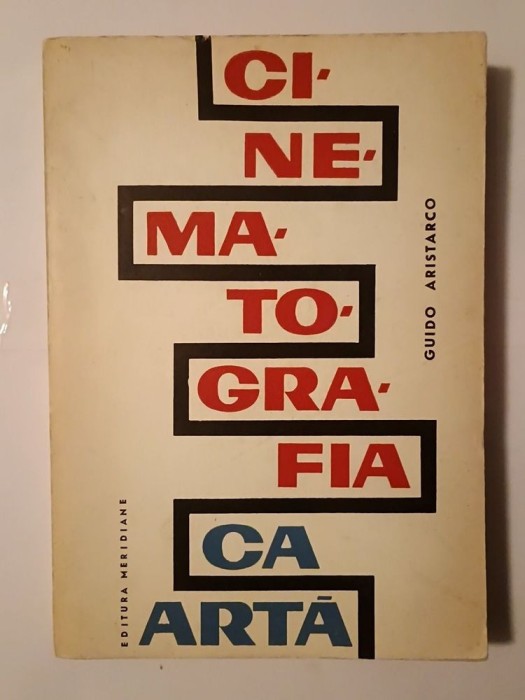 CI-
NE-
MA-
TO-
GRA-
FIA
CA
ARTĂ
GUIDO ARISTARCO
EDITURA MERIDIANE